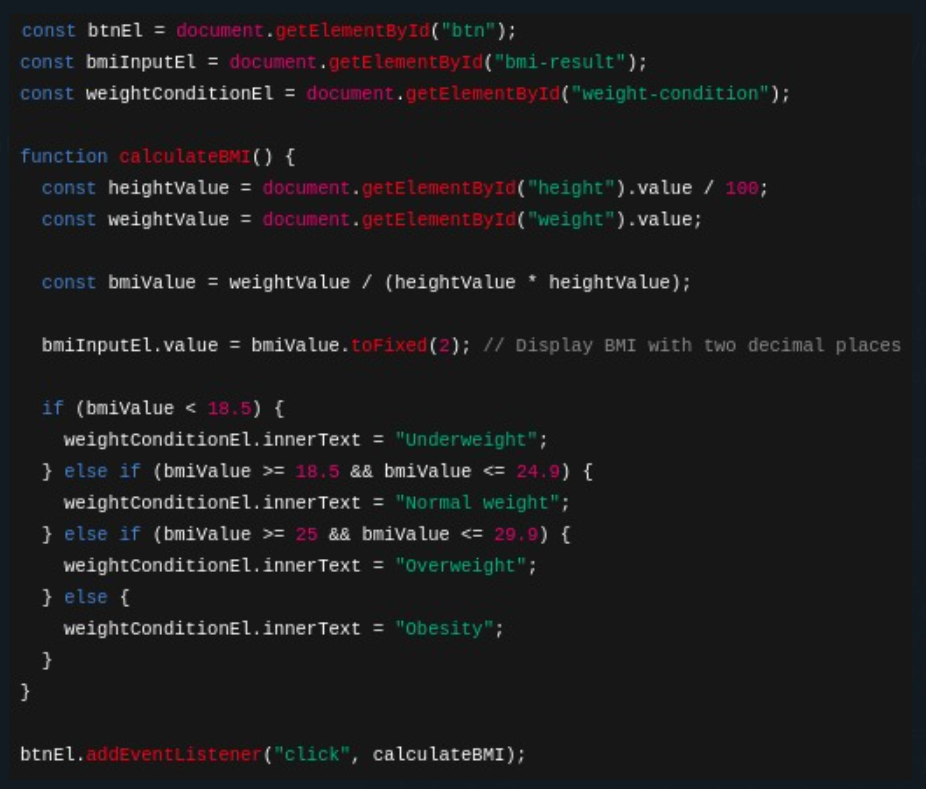 const btnEl = document.getElementById("btn");
const bmiInputEl = document.getElementById("bmi-result");
const weightConditionEl = document.getElementById("weight-condition");

function calculateBMI() {
  const heightValue = document.getElementById("height").value / 100;
  const weightValue = document.getElementById("weight").value;

  const bmiValue = weightValue / (heightValue * heightValue);

  bmiInputEl.value = bmiValue.toFixed(2); // Display BMI with two decimal places

  if (bmiValue < 18.5) {
    weightConditionEl.innerText = "Underweight";
  } else if (bmiValue >= 18.5 && bmiValue <= 24.9) {
    weightConditionEl.innerText = "Normal weight";
  } else if (bmiValue >= 25 && bmiValue <= 29.9) {
    weightConditionEl.innerText = "Overweight";
  } else {
    weightConditionEl.innerText = "Obesity";
  }
}

btnEl.addEventListener("click", calculateBMI);